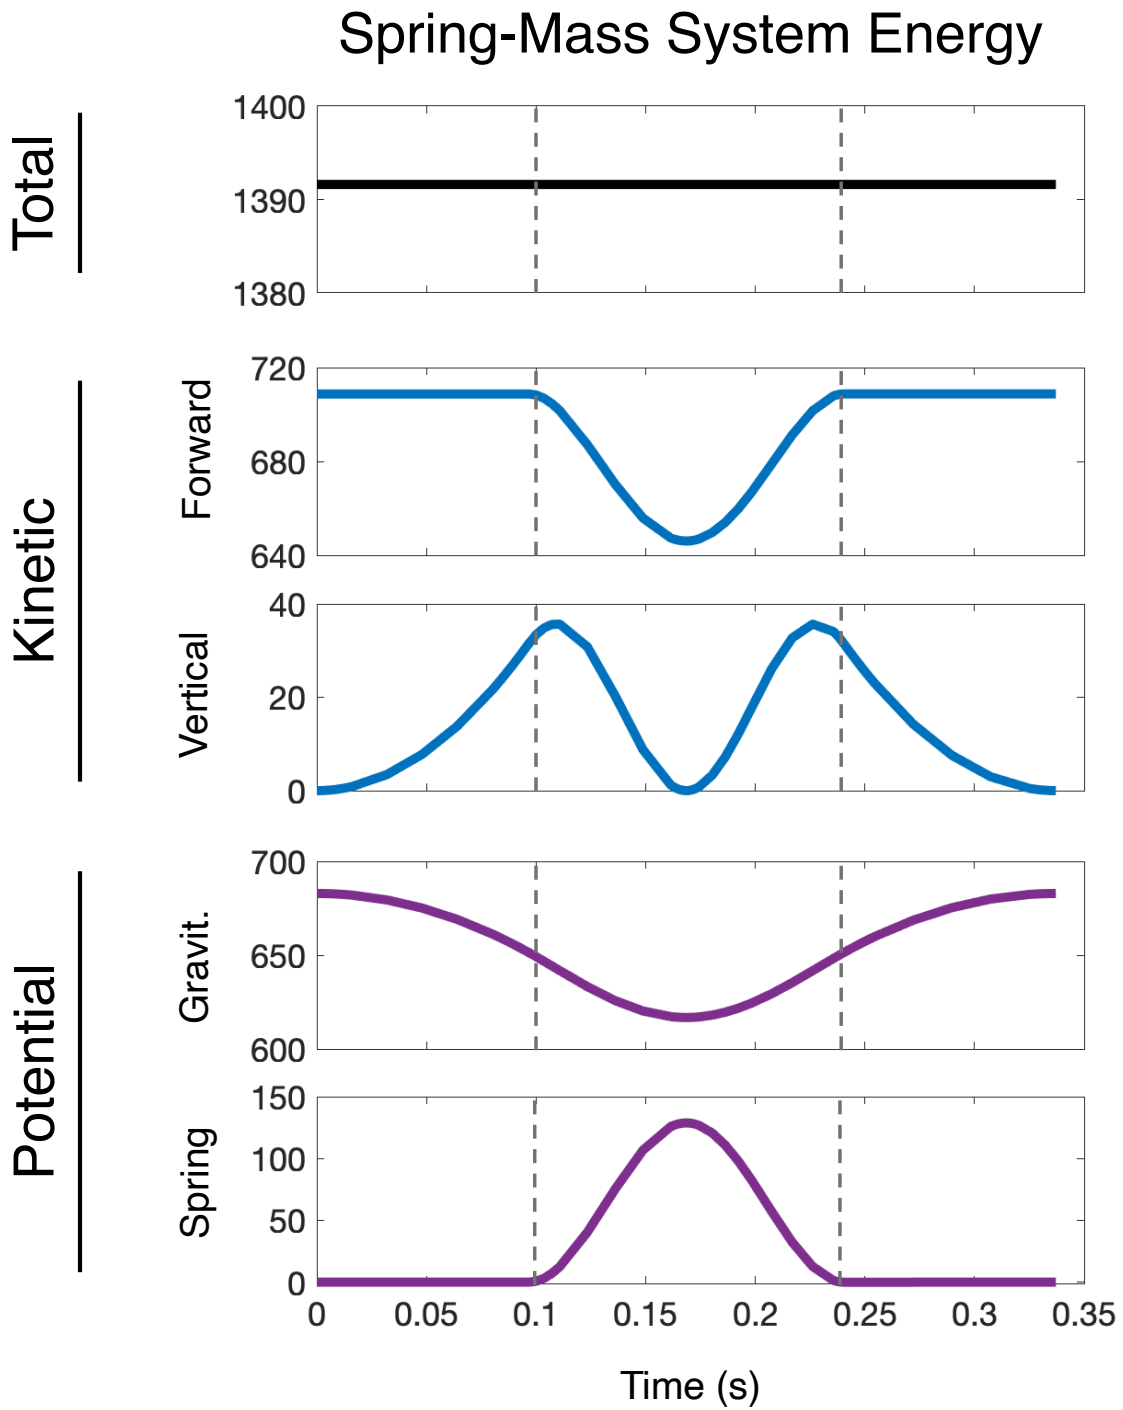 Spring-Mass System Energy
Total
1400
1390
1380
Kinetic
Forward
720
680
640
Vertical
40
20
0
Potential
Gravit.
700
650
600
Spring
150
100
50
0
0 0.05 0.1 0.15 0.2 0.25 0.3 0.35
Time (s)